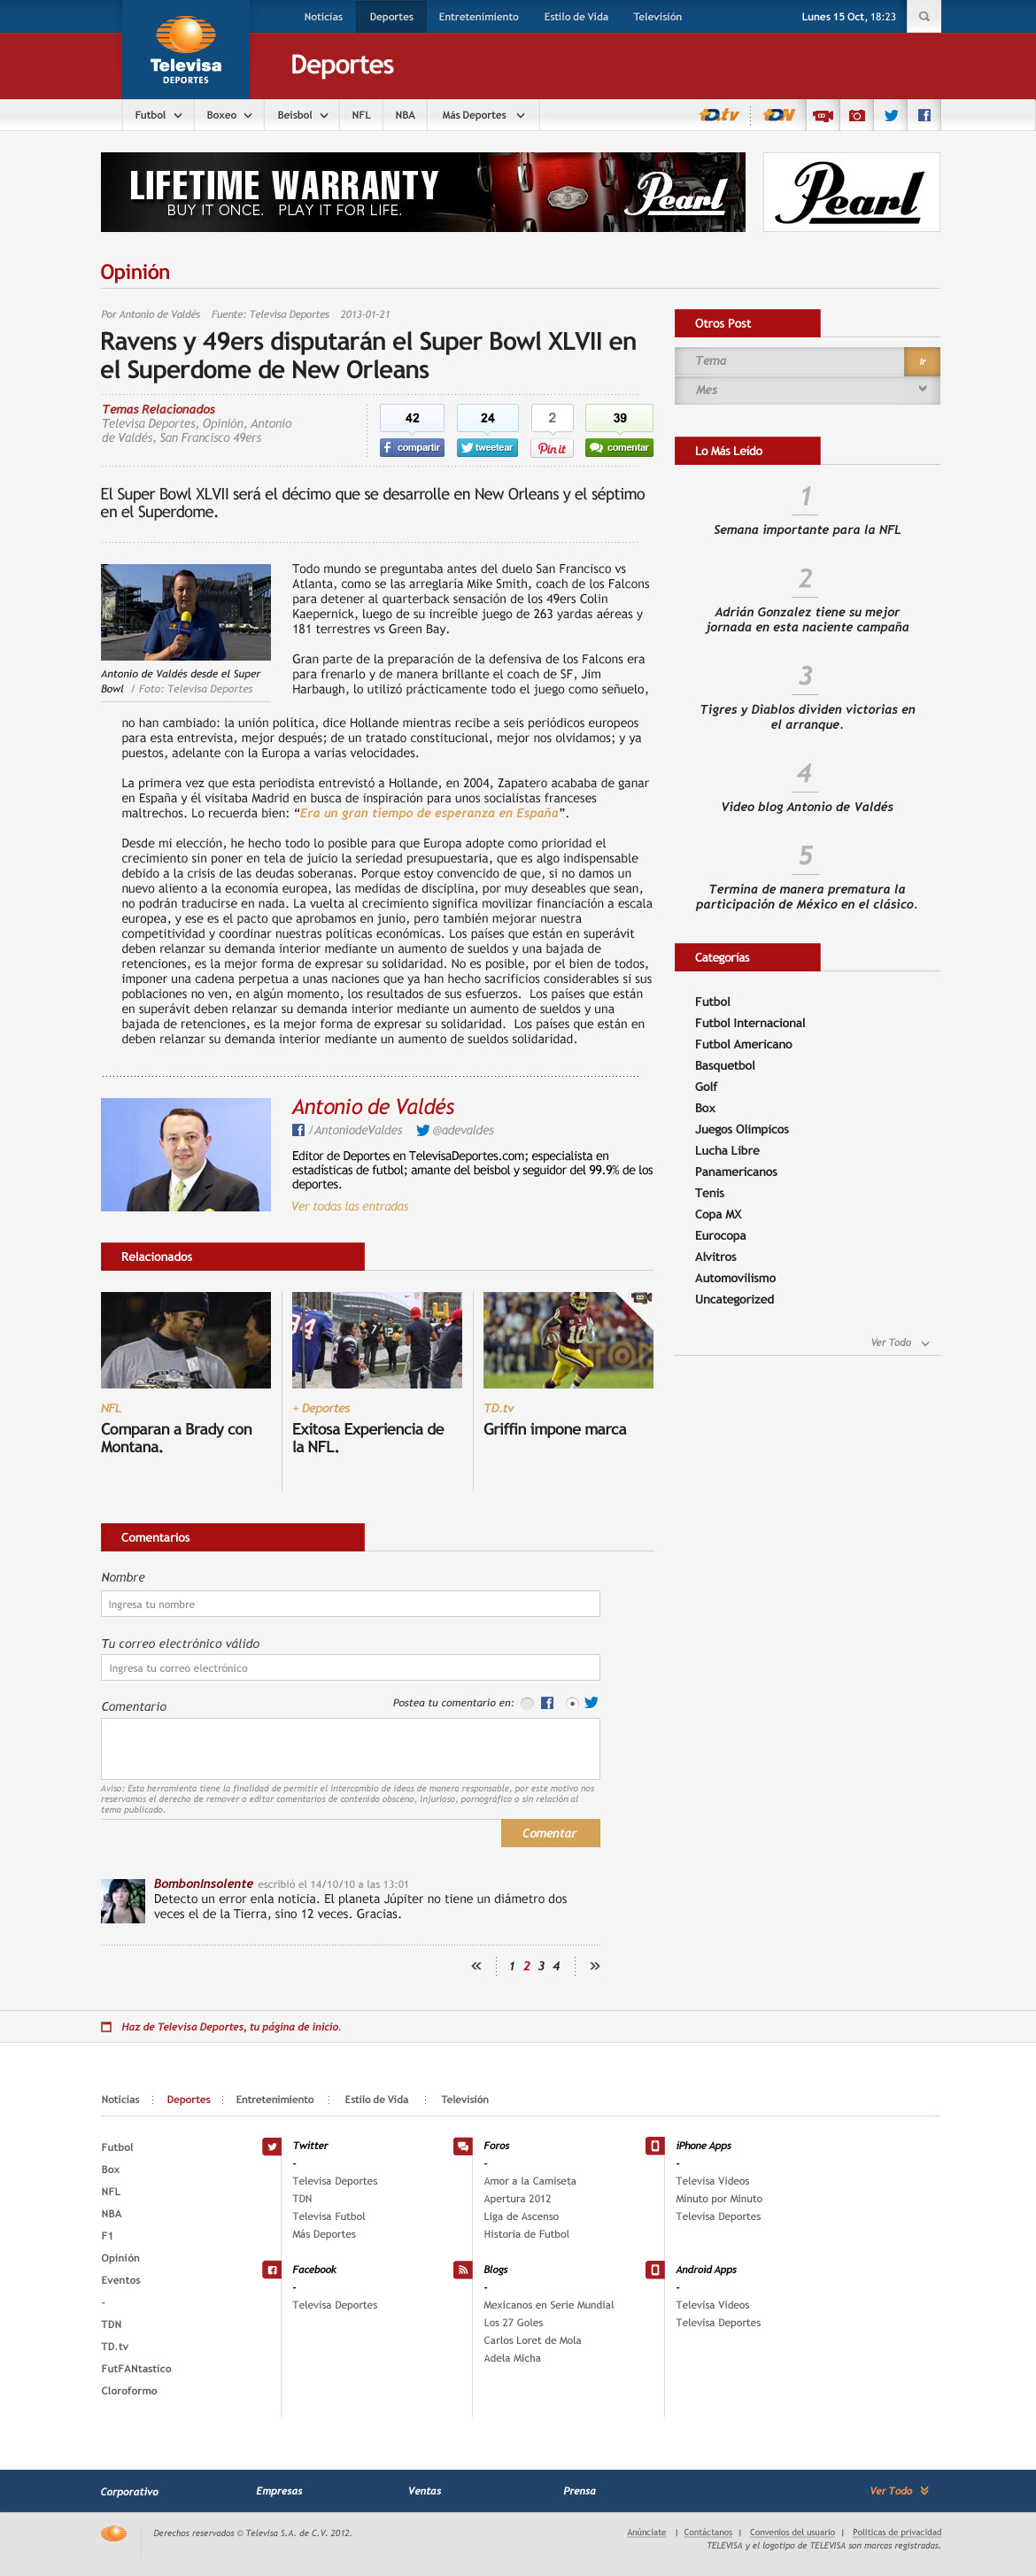 Noticias Deportes Entretenimiento Estilo de Vida Televisión Lunes 15 Oct, 18:23
Televisa
DEPORTES
Deportes
Futbol Boxeo Beisbol NFL NBA Más Deportes TD.tv TDN
LIFETIME WARRANTY
BUY IT ONCE. PLAY IT FOR LIFE.
Pearl
Pearl
Opinión
Por Antonio de Valdés Fuente: Televisa Deportes 2013-01-21
Ravens y 49ers disputarán el Super Bowl XLVII en
el Superdome de New Orleans
Temas Relacionados
Televisa Deportes, Opinión, Antonio
de Valdés, San Francisco 49ers
42 24 2 39
compartir tweetear Pin it comentar
El Super Bowl XLVII será el décimo que se desarrolle en New Orleans y el séptimo
en el Superdome.
Antonio de Valdés desde el Super
Bowl / Foto: Televisa Deportes
Todo mundo se preguntaba antes del duelo San Francisco vs
Atlanta, como se las arreglaría Mike Smith, coach de los Falcons
para detener al quarterback sensación de los 49ers Colin
Kaepernick, luego de su increíble juego de 263 yardas aéreas y
181 terrestres vs Green Bay.
Gran parte de la preparación de la defensiva de los Falcons era
para frenarlo y de manera brillante el coach de SF, Jim
Harbaugh, lo utilizó prácticamente todo el juego como señuelo,
no han cambiado: la unión política, dice Hollande mientras recibe a seis periódicos europeos
para esta entrevista, mejor después; de un tratado constitucional, mejor nos olvidamos; y ya
puestos, adelante con la Europa a varias velocidades.
La primera vez que esta periodista entrevistó a Hollande, en 2004, Zapatero acababa de ganar
en España y él visitaba Madrid en busca de inspiración para unos socialistas franceses
maltrechos. Lo recuerda bien: “Era un gran tiempo de esperanza en España”.
Desde mi elección, he hecho todo lo posible para que Europa adopte como prioridad el
crecimiento sin poner en tela de juicio la seriedad presupuestaria, que es algo indispensable
debido a la crisis de las deudas soberanas. Porque estoy convencido de que, si no damos un
nuevo aliento a la economía europea, las medidas de disciplina, por muy deseables que sean,
no podrán traducirse en nada. La vuelta al crecimiento significa movilizar financiación a escala
europea, y ese es el pacto que aprobamos en junio, pero también mejorar nuestra
competitividad y coordinar nuestras políticas económicas. Los países que están en superávit
deben relanzar su demanda interior mediante un aumento de sueldos y una bajada de
retenciones, es la mejor forma de expresar su solidaridad. No es posible, por el bien de todos,
imponer una cadena perpetua a unas naciones que ya han hecho sacrificios considerables si sus
poblaciones no ven, en algún momento, los resultados de sus esfuerzos. Los países que están
en superávit deben relanzar su demanda interior mediante un aumento de sueldos y una
bajada de retenciones, es la mejor forma de expresar su solidaridad. Los países que están en
deben relanzar su demanda interior mediante un aumento de sueldos solidaridad.
Antonio de Valdés
/AntoniodeValdes @adevaldes
Editor de Deportes en TelevisaDeportes.com; especialista en
estadísticas de futbol; amante del beisbol y seguidor del 99.9% de los
deportes.
Ver todas las entradas
Relacionados
NFL
Comparan a Brady con
Montana.
+ Deportes
Exitosa Experiencia de
la NFL.
TD.tv
Griffin impone marca
Comentarios
Nombre
Ingresa tu nombre
Tu correo electrónico válido
Ingresa tu correo electrónico
Comentario Postea tu comentario en:
Aviso: Esta herramienta tiene la finalidad de permitir el intercambio de ideas de manera responsable, por este motivo nos
reservamos el derecho de remover o editar comentarios de contenido obsceno, injurioso, pornográfico o sin relación al
tema publicado.
Comentar
BombonInsolente escribió el 14/10/10 a las 13:01
Detecto un error enla noticia. El planeta Júpiter no tiene un diámetro dos
veces el de la Tierra, sino 12 veces. Gracias.
« 1 2 3 4 »
Otros Post
Tema Ir
Mes
Lo Más Leído
1
Semana importante para la NFL
2
Adrián Gonzalez tiene su mejor
jornada en esta naciente campaña
3
Tigres y Diablos dividen victorias en
el arranque.
4
Video blog Antonio de Valdés
5
Termina de manera prematura la
participación de México en el clásico.
Categorías
Futbol
Futbol Internacional
Futbol Americano
Basquetbol
Golf
Box
Juegos Olimpicos
Lucha Libre
Panamericanos
Tenis
Copa MX
Eurocopa
Alvitros
Automovilismo
Uncategorized
Ver Todo
Haz de Televisa Deportes, tu página de inicio.
Noticias Deportes Entretenimiento Estilo de Vida Televisión
Futbol
Box
NFL
NBA
F1
Opinión
Eventos
-
TDN
TD.tv
FutFANtastico
Cloroformo
Twitter
-
Televisa Deportes
TDN
Televisa Futbol
Más Deportes
Facebook
-
Televisa Deportes
Foros
-
Amor a la Camiseta
Apertura 2012
Liga de Ascenso
Historia de Futbol
Blogs
-
Mexicanos en Serie Mundial
Los 27 Goles
Carlos Loret de Mola
Adela Micha
iPhone Apps
-
Televisa Videos
Minuto por Minuto
Televisa Deportes
Android Apps
-
Televisa Videos
Televisa Deportes
Corporativo Empresas Ventas Prensa Ver Todo
Derechos reservados © Televisa S.A. de C.V. 2012.
Anúnciate | Contáctanos | Convenios del usuario | Políticas de privacidad
TELEVISA y el logotipo de TELEVISA son marcas registradas.